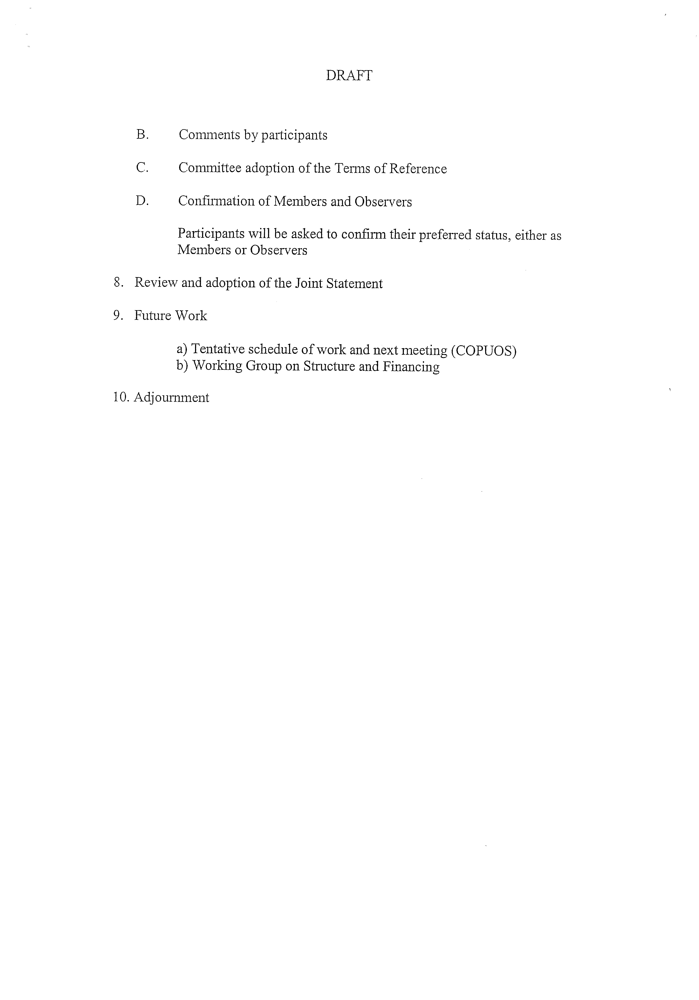 DRAFT
B. Comments by participants
C. Committee adoption of the Terms of Reference
D. Confirmation of Members and Observers
Participants will be asked to confirm their preferred status, either as
Members or Observers
8. Review and adoption of the Joint Statement
9. Future Work
a) Tentative schedule of work and next meeting (COPUOS)
b) Working Group on Structure and Financing
10. Adjournment